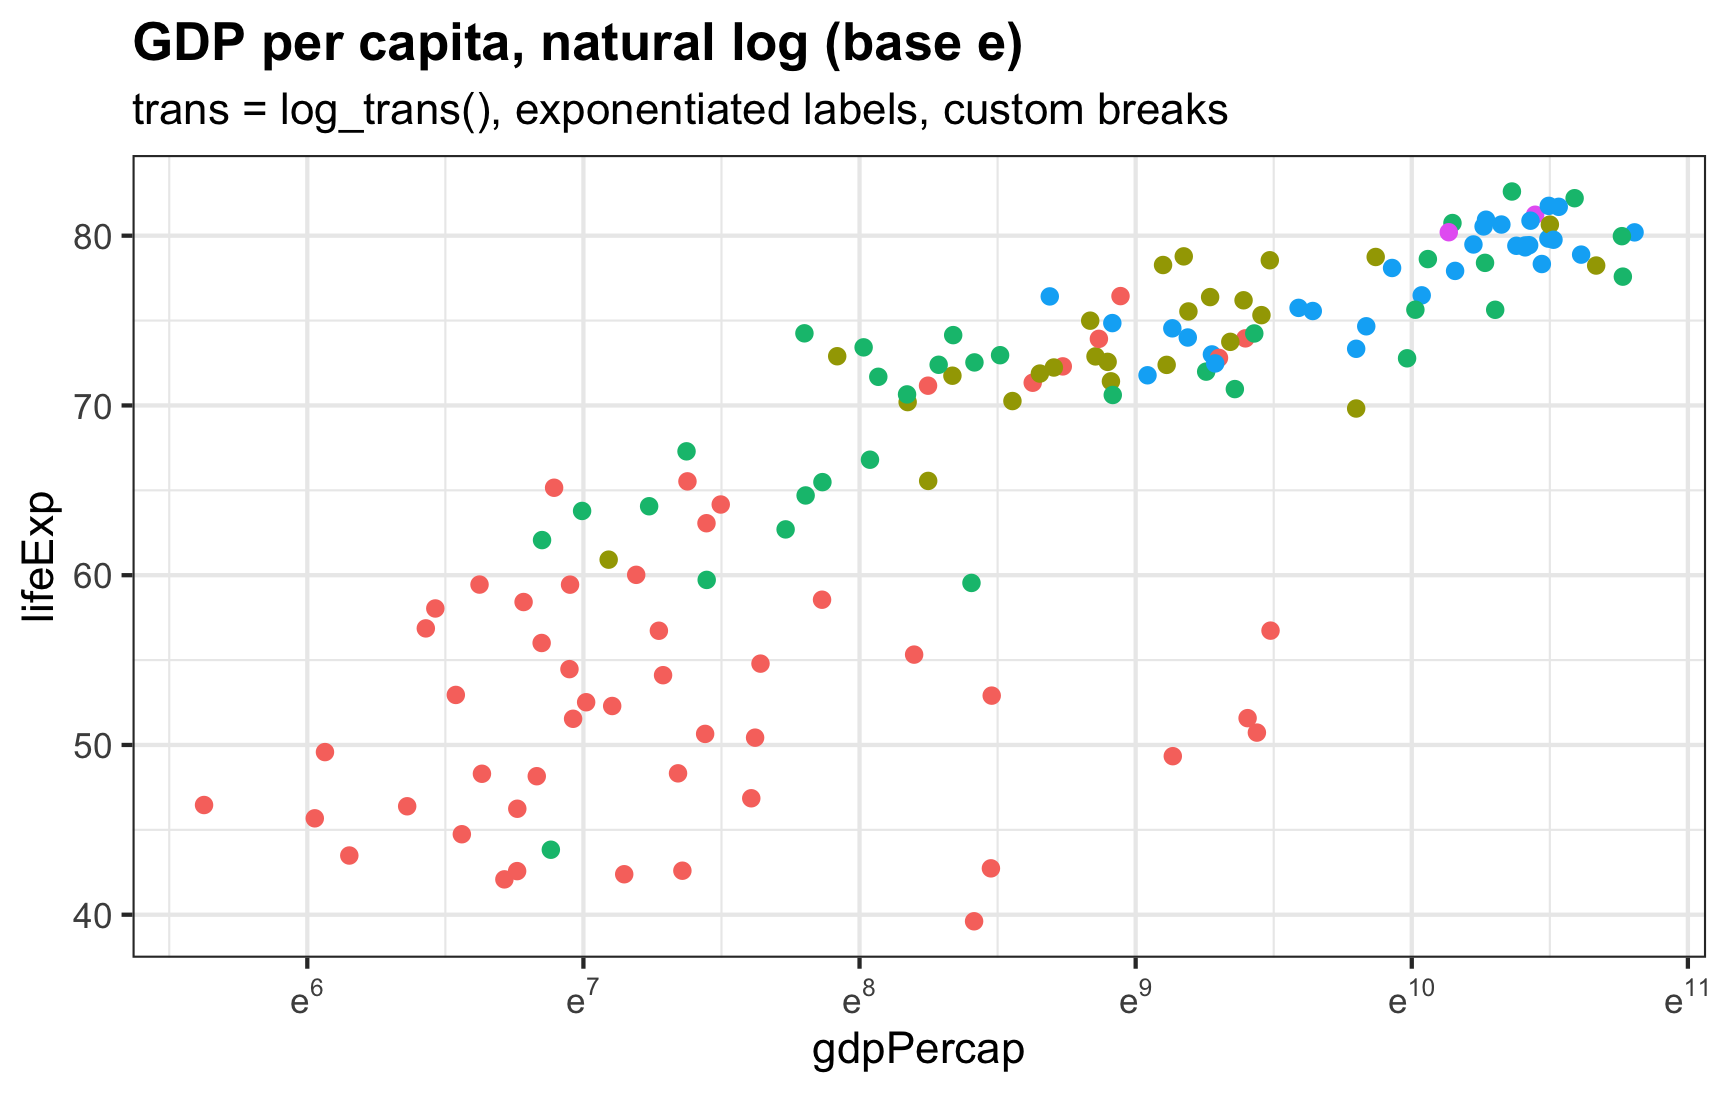 GDP per capita, natural log (base e)
trans = log_trans(), exponentiated labels, custom breaks
lifeExp
80
70
60
50
40
e⁶ e⁷ e⁸ e⁹ e¹⁰ e¹¹
gdpPercap